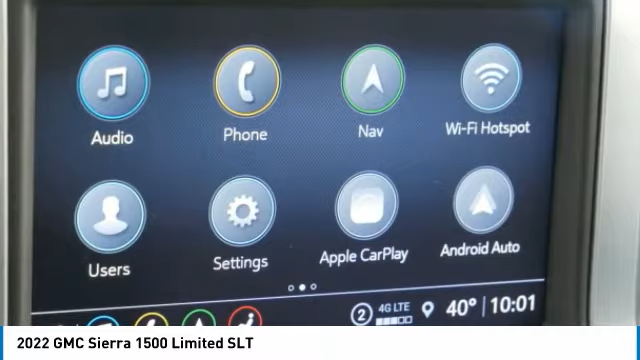 Audio Phone Nav Wi-Fi Hotspot
Users Settings Apple CarPlay Android Auto
2 4G LTE 40° 10:01
2022 GMC Sierra 1500 Limited SLT